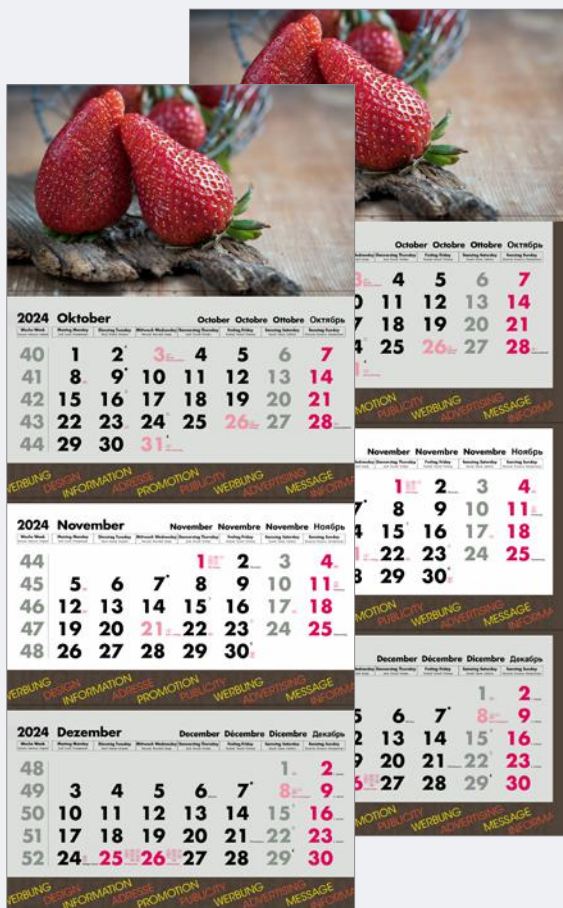 2024 Oktober October Octobre Ottobre Октябрь
40 1 2 3 4 5 6 7
41 8 9 10 11 12 13 14
42 15 16 17 18 19 20 21
43 22 23 24 25 26 27 28
44 29 30 31
WERBUNG DESIGN INFORMATION ADRESSE PROMOTION PUBLICITY WERBUNG ADVERTISING MESSAGE INFORMA
2024 November November Novembre Novembre Ноябрь
44 1 2 3 4
45 5 6 7 8 9 10 11
46 12 13 14 15 16 17 18
47 19 20 21 22 23 24 25
48 26 27 28 29 30
ERBUNG DESIGN INFORMATION ADRESSE PROMOTION PUBLICITY WERBUNG ADVERTISING MESSAGE INFORMA
2024 Dezember December Décembre Dicembre Декабрь
48 1 2
49 3 4 5 6 7 8 9
50 10 11 12 13 14 15 16
51 17 18 19 20 21 22 23
52 24 25 26 27 28 29 30
ERBUNG DESIGN INFORMATION ADRESSE PROMOTION PUBLICITY WERBUNG ADVERTISING MESSAGE INFORMA
October Octobre Ottobre Октябрь
4 5 6 7
10 11 12 13 14
18 19 20 21
25 26 27 28
MOTION PUBLICITY WERBUNG ADVERTISING MESSAGE INFORMA
November Novembre Novembre Ноябрь
1 2 3 4
8 9 10 11
15 16 17 18
22 23 24 25
29 30
MOTION PUBLICITY WERBUNG ADVERTISING MESSAGE INFORMA
December Décembre Dicembre Декабрь
1 2
6 7 8 9
13 14 15 16
20 21 22 23
27 28 29 30
MOTION PUBLICITY WERBUNG ADVERTISING MESSAGE INFORMA